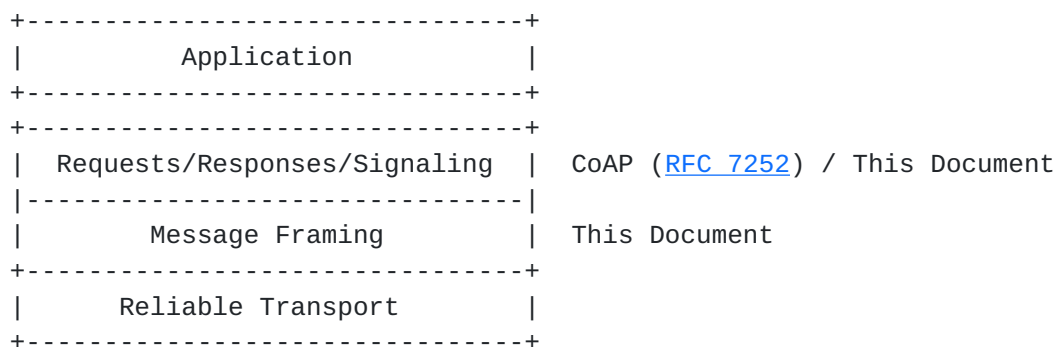 +--------------------------------+
|          Application           |
+--------------------------------+
+--------------------------------+
|  Requests/Responses/Signaling  |  CoAP (RFC 7252) / This Document
|--------------------------------|
|        Message Framing         |  This Document
+--------------------------------+
|      Reliable Transport        |
+--------------------------------+